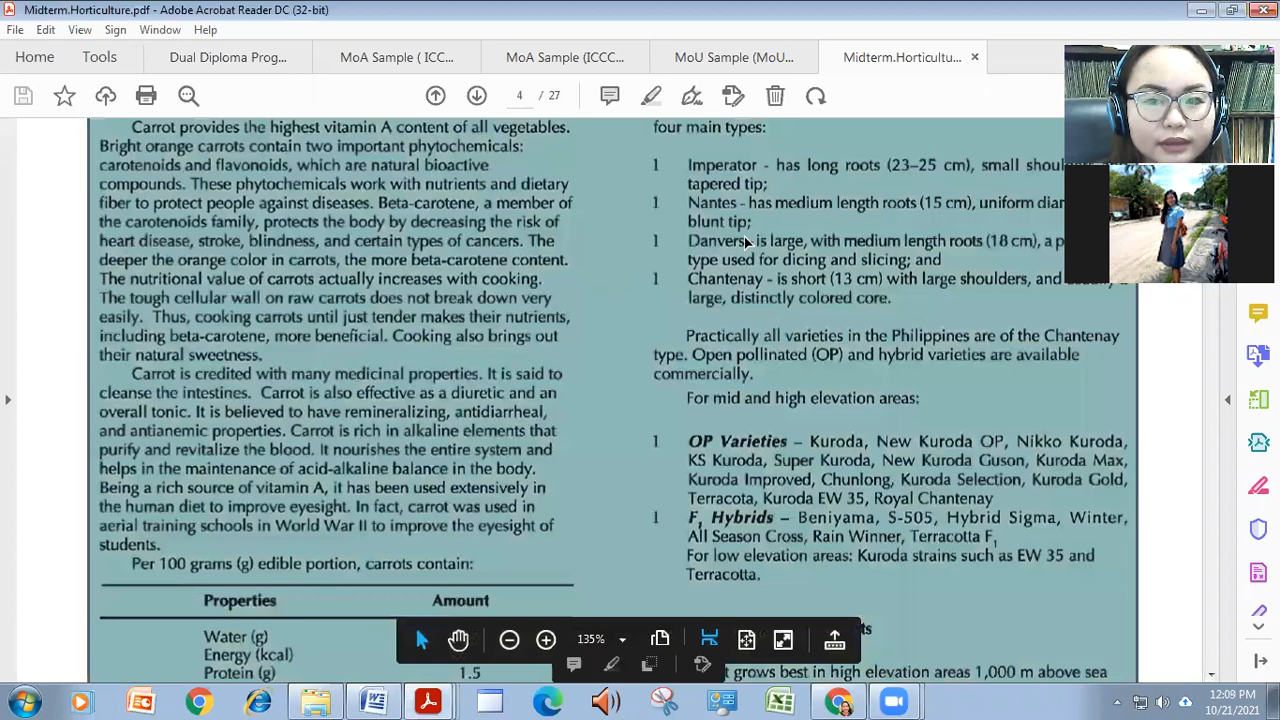 Midterm.Horticulture.pdf - Adobe Acrobat Reader DC (32-bit)
File Edit View Sign Window Help
Home Tools Dual Diploma Prog... MoA Sample ( ICC... MoA Sample (ICCC... MoU Sample (MoU... Midterm.Horticultu...
4 / 27
Carrot provides the highest vitamin A content of all vegetables.
Bright orange carrots contain two important phytochemicals:
carotenoids and flavonoids, which are natural bioactive
compounds. These phytochemicals work with nutrients and dietary
fiber to protect people against diseases. Beta-carotene, a member of
the carotenoids family, protects the body by decreasing the risk of
heart disease, stroke, blindness, and certain types of cancers. The
deeper the orange color in carrots, the more beta-carotene content.
The nutritional value of carrots actually increases with cooking.
The tough cellular wall on raw carrots does not break down very
easily. Thus, cooking carrots until just tender makes their nutrients,
including beta-carotene, more beneficial. Cooking also brings out
their natural sweetness.
Carrot is credited with many medicinal properties. It is said to
cleanse the intestines. Carrot is also effective as a diuretic and an
overall tonic. It is believed to have remineralizing, antidiarrheal,
and antianemic properties. Carrot is rich in alkaline elements that
purify and revitalize the blood. It nourishes the entire system and
helps in the maintenance of acid-alkaline balance in the body.
Being a rich source of vitamin A, it has been used extensively in
the human diet to improve eyesight. In fact, carrot was used in
aerial training schools in World War II to improve the eyesight of
students.
Per 100 grams (g) edible portion, carrots contain:
Properties Amount
Water (g)
Energy (kcal)
Protein (g) 1.5
four main types:
l Imperator - has long roots (23–25 cm), small
tapered tip;
l Nantes - has medium length roots (15 cm), uniform
blunt tip;
l Danvers is large, with medium length roots (18 cm), a
type used for dicing and slicing; and
l Chantenay - is short (13 cm) with large shoulders, and
large, distinctly colored core.
Practically all varieties in the Philippines are of the Chantenay
type. Open pollinated (OP) and hybrid varieties are available
commercially.
For mid and high elevation areas:
l OP Varieties – Kuroda, New Kuroda OP, Nikko Kuroda,
KS Kuroda, Super Kuroda, New Kuroda Guson, Kuroda Max,
Kuroda Improved, Chunlong, Kuroda Selection, Kuroda Gold,
Terracota, Kuroda EW 35, Royal Chantenay
l F1 Hybrids – Beniyama, S-505, Hybrid Sigma, Winter,
All Season Cross, Rain Winner, Terracotta F1
For low elevation areas: Kuroda strains such as EW 35 and
Terracotta.
grows best in high elevation areas 1,000 m above sea
135%
12:09 PM
10/21/2021